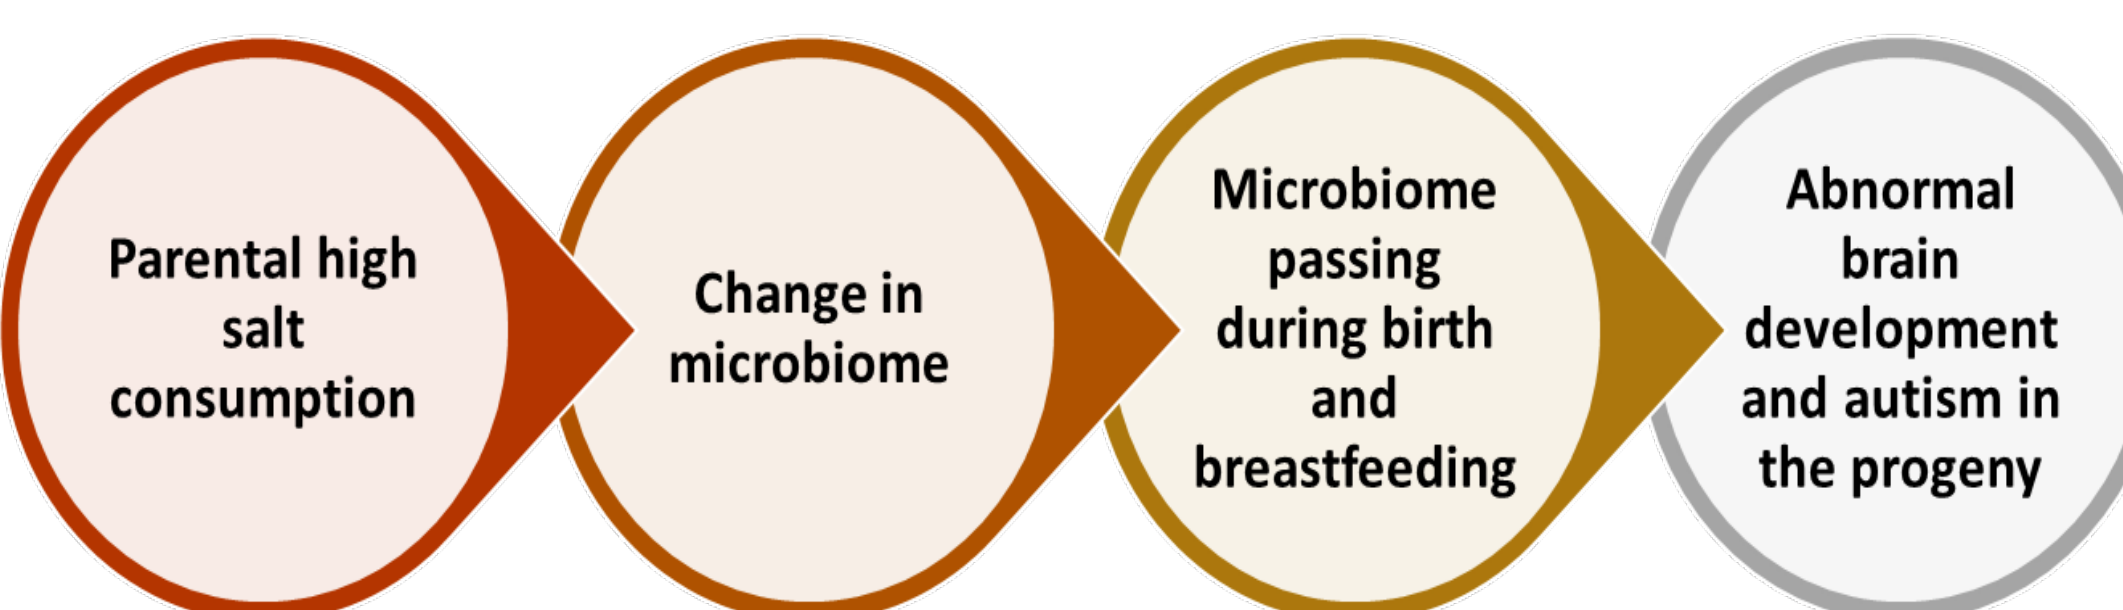 Parental high
salt
consumption
Change in
microbiome
Microbiome
passing
during birth
and
breastfeeding
Abnormal
brain
development
and autism in
the progeny